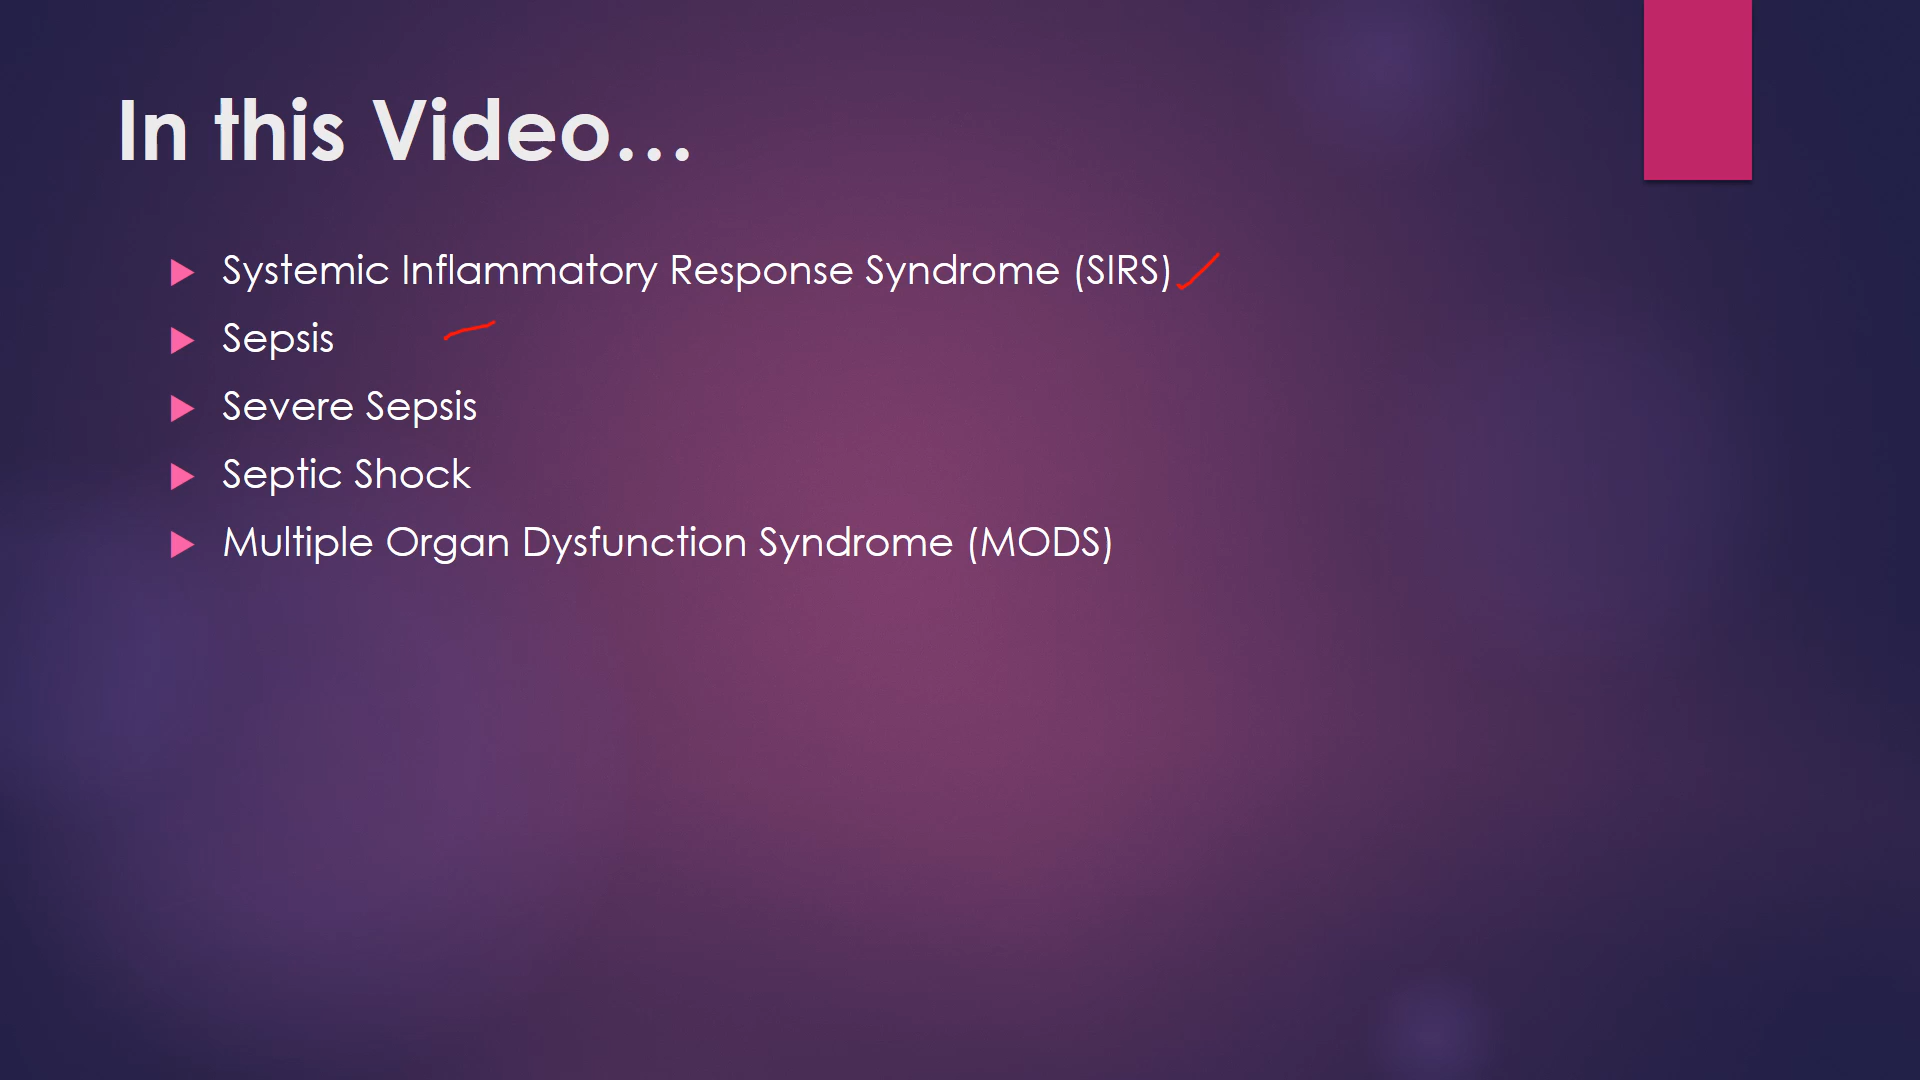 In this Video...
Systemic Inflammatory Response Syndrome (SIRS)
Sepsis
Severe Sepsis
Septic Shock
Multiple Organ Dysfunction Syndrome (MODS)